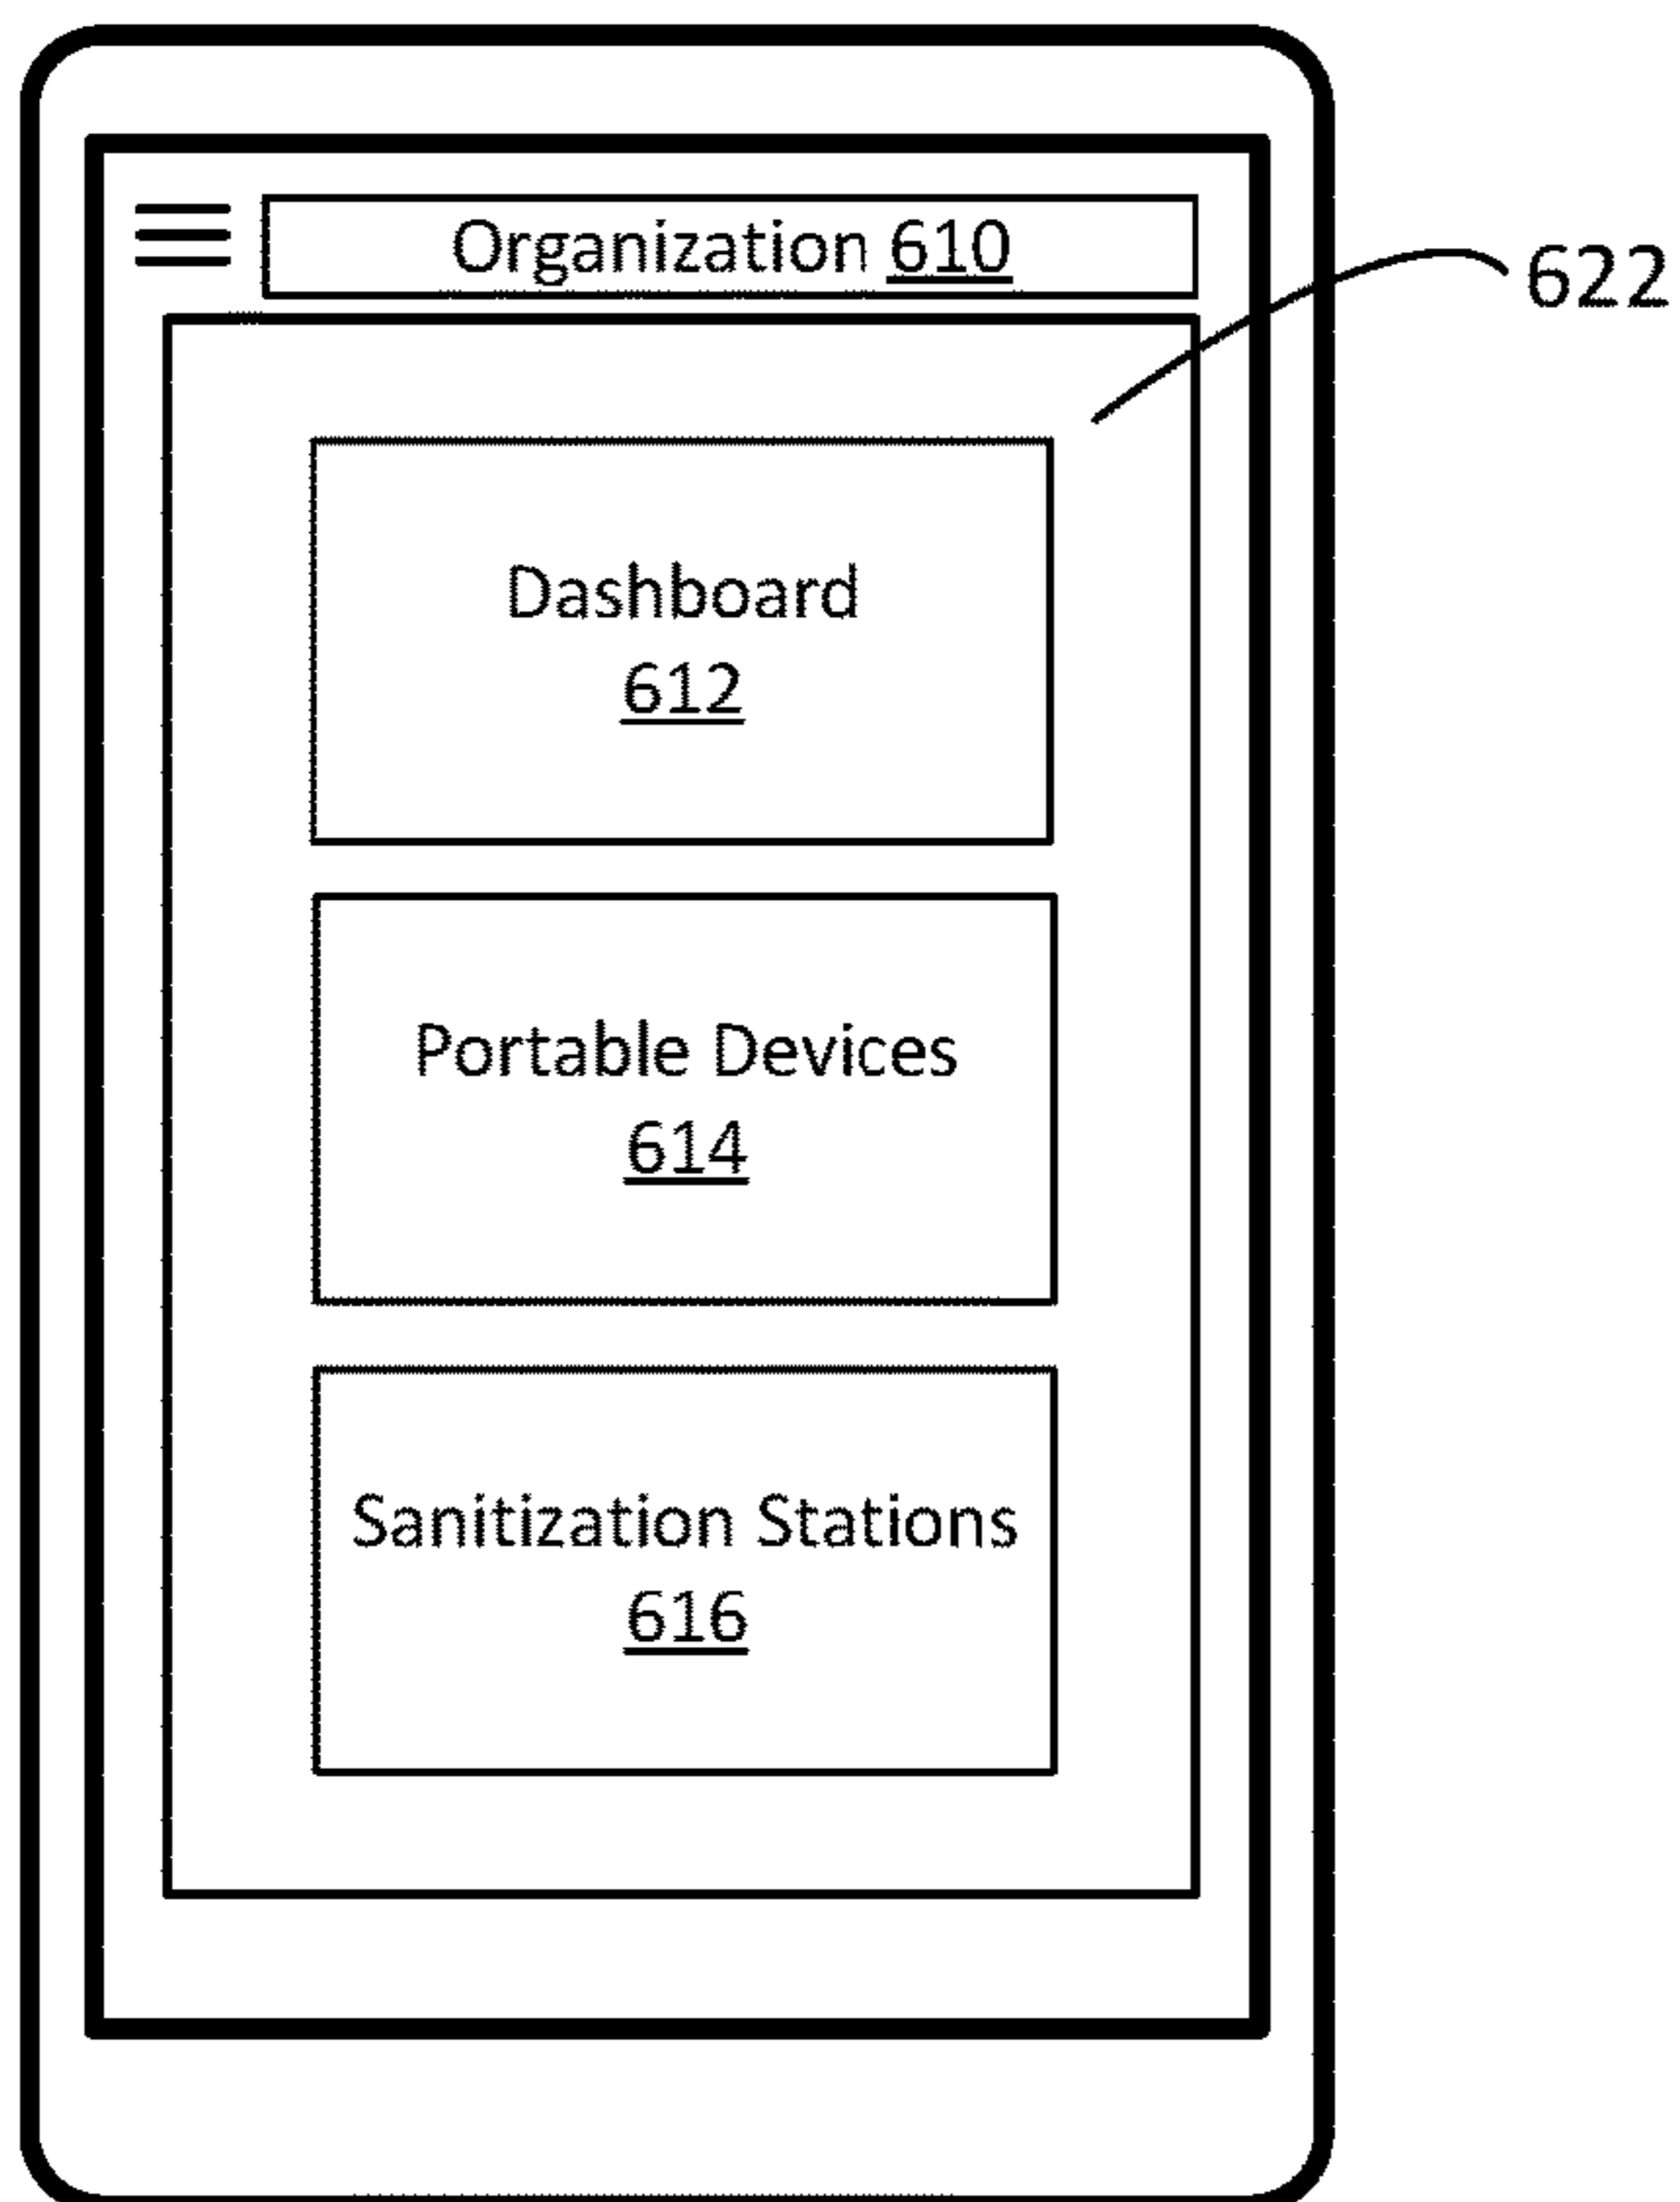 Organization 610
622
Dashboard
612
Portable Devices
614
Sanitization Stations
616